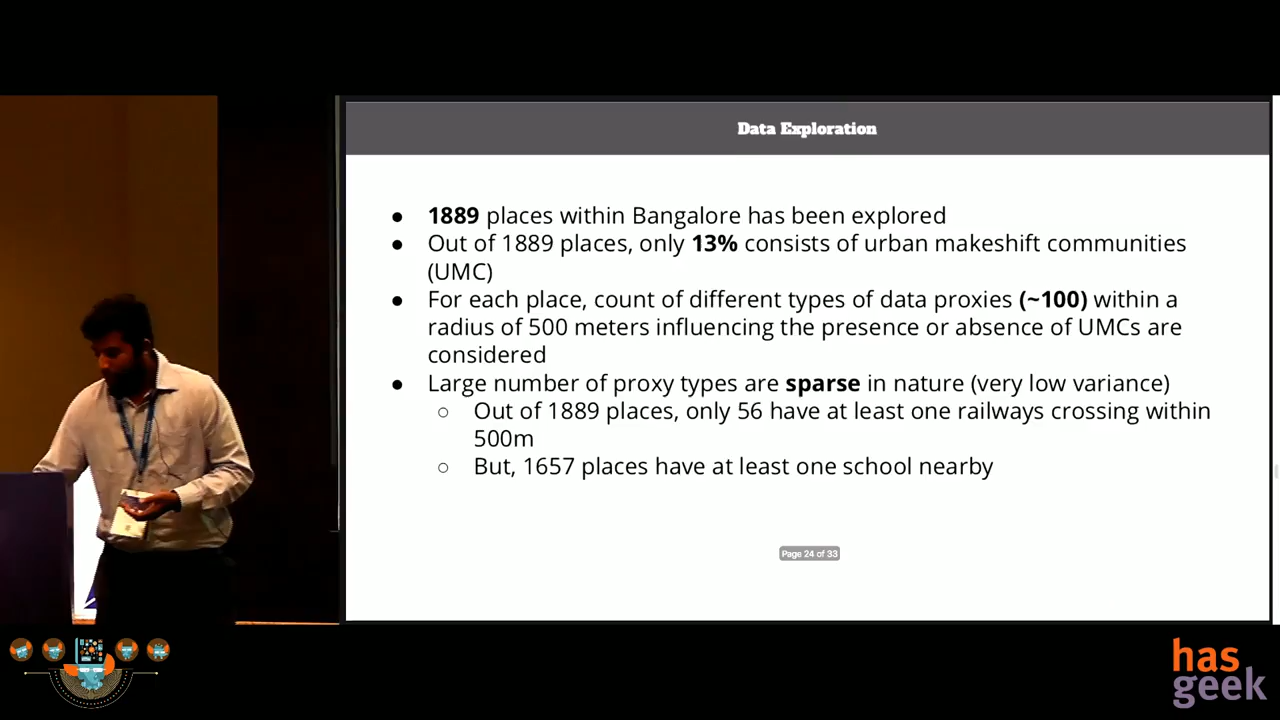 Data Exploration
● 1889 places within Bangalore has been explored
● Out of 1889 places, only 13% consists of urban makeshift communities
(UMC)
● For each place, count of different types of data proxies (~100) within a
radius of 500 meters influencing the presence or absence of UMCs are
considered
● Large number of proxy types are sparse in nature (very low variance)
○ Out of 1889 places, only 56 have at least one railways crossing within
500m
○ But, 1657 places have at least one school nearby
Page 24 of 33
has
geek